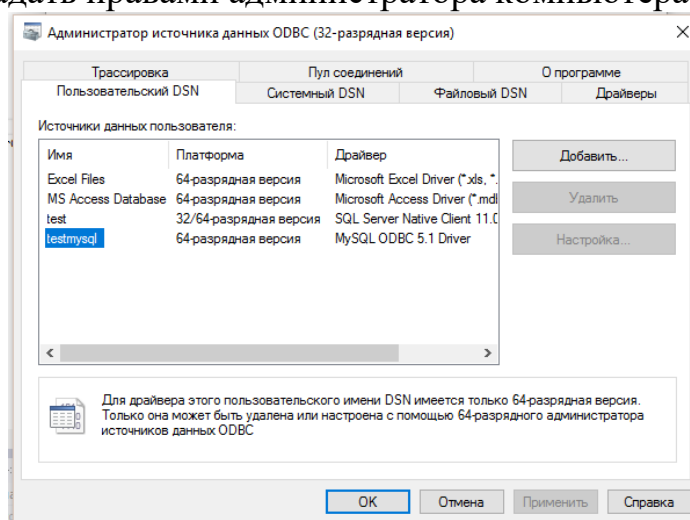 адать правами администратора компьютера
Администратор источника данных ODBC (32-разрядная версия)
Трассировка Пул соединений О программе
Пользовательский DSN Системный DSN Файловый DSN Драйверы
Источники данных пользователя:
Имя Платформа Драйвер
Excel Files 64-разрядная версия Microsoft Excel Driver (*.xls, *.
MS Access Database 64-разрядная версия Microsoft Access Driver (*.mdl
test 32/64-разрядная версия SQL Server Native Client 11.0
testmysql 64-разрядная версия MySQL ODBC 5.1 Driver
Добавить...
Удалить
Настройка...
Для драйвера этого пользовательского имени DSN имеется только 64-разрядная версия.
Только она может быть удалена или настроена с помощью 64-разрядного администратора
источников данных ODBC
OK Отмена Применить Справка